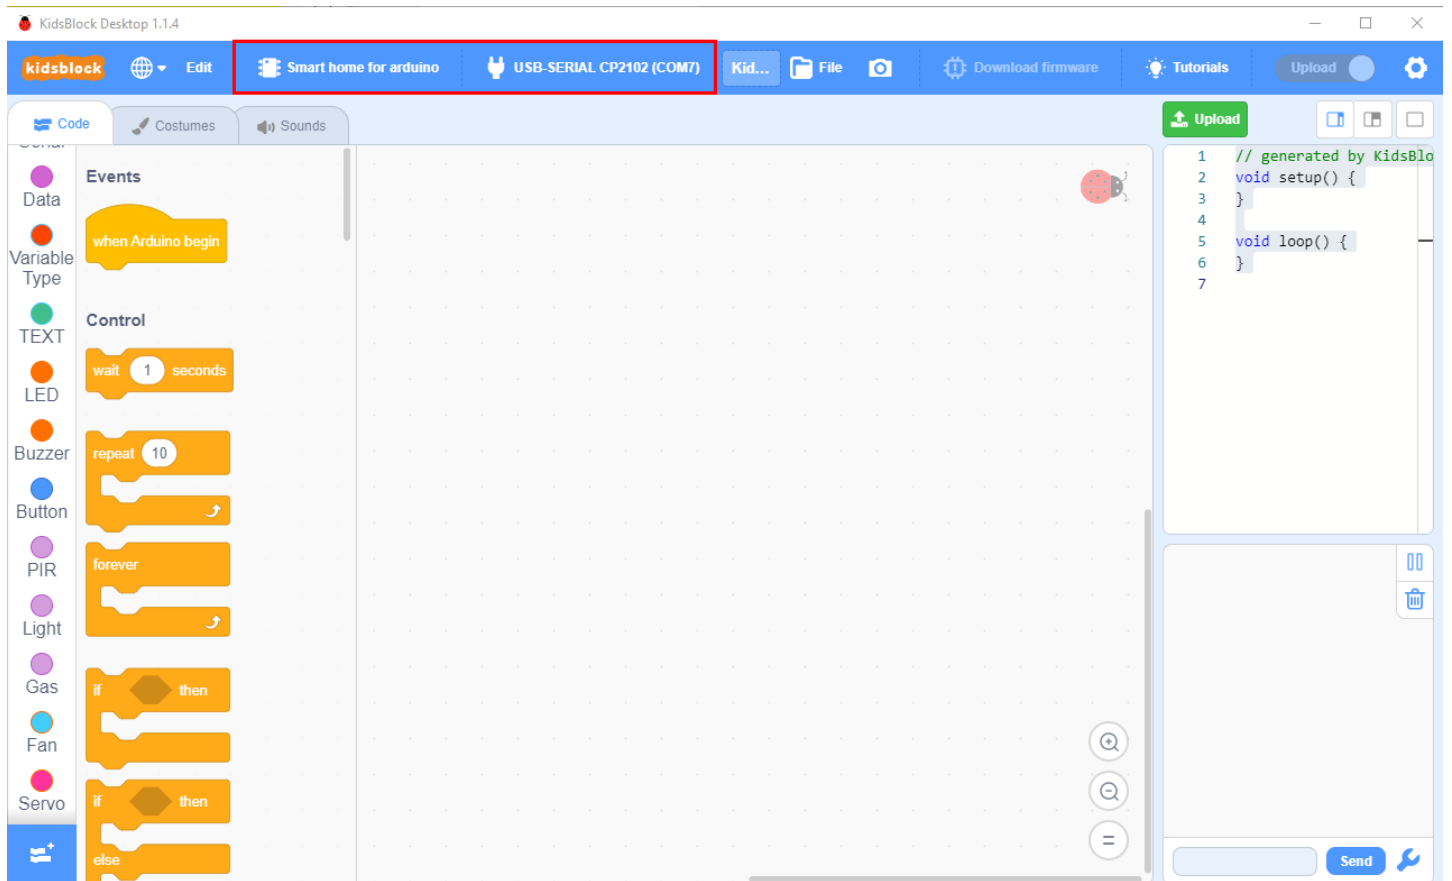 KidsBlock Desktop 1.1.4
kidsblock Edit Smart home for arduino USB-SERIAL CP2102 (COM7) Kid... File Download firmware Tutorials Upload
Code Costumes Sounds
Upload
Data
Variable
Type
TEXT
LED
Buzzer
Button
PIR
Light
Gas
Fan
Servo
Events
when Arduino begin
Control
wait 1 seconds
repeat 10
forever
if then
if then
else
1 // generated by KidsBlo
2 void setup() {
3 }
4
5 void loop() {
6 }
7
Send